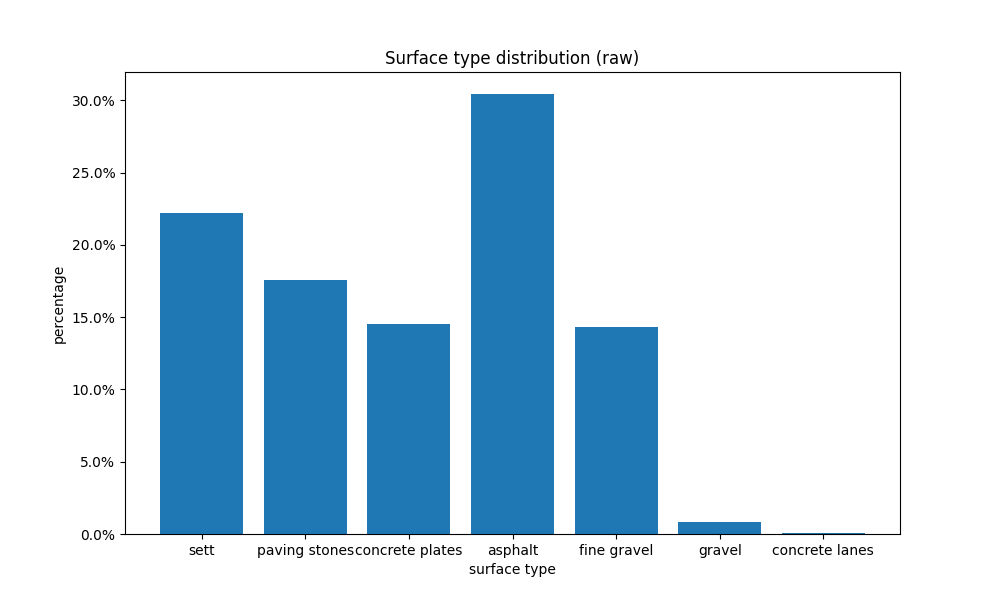 Surface type distribution (raw)
30.0%
25.0%
20.0%
15.0%
10.0%
5.0%
0.0%
percentage
sett paving stones concrete plates asphalt fine gravel gravel concrete lanes
surface type